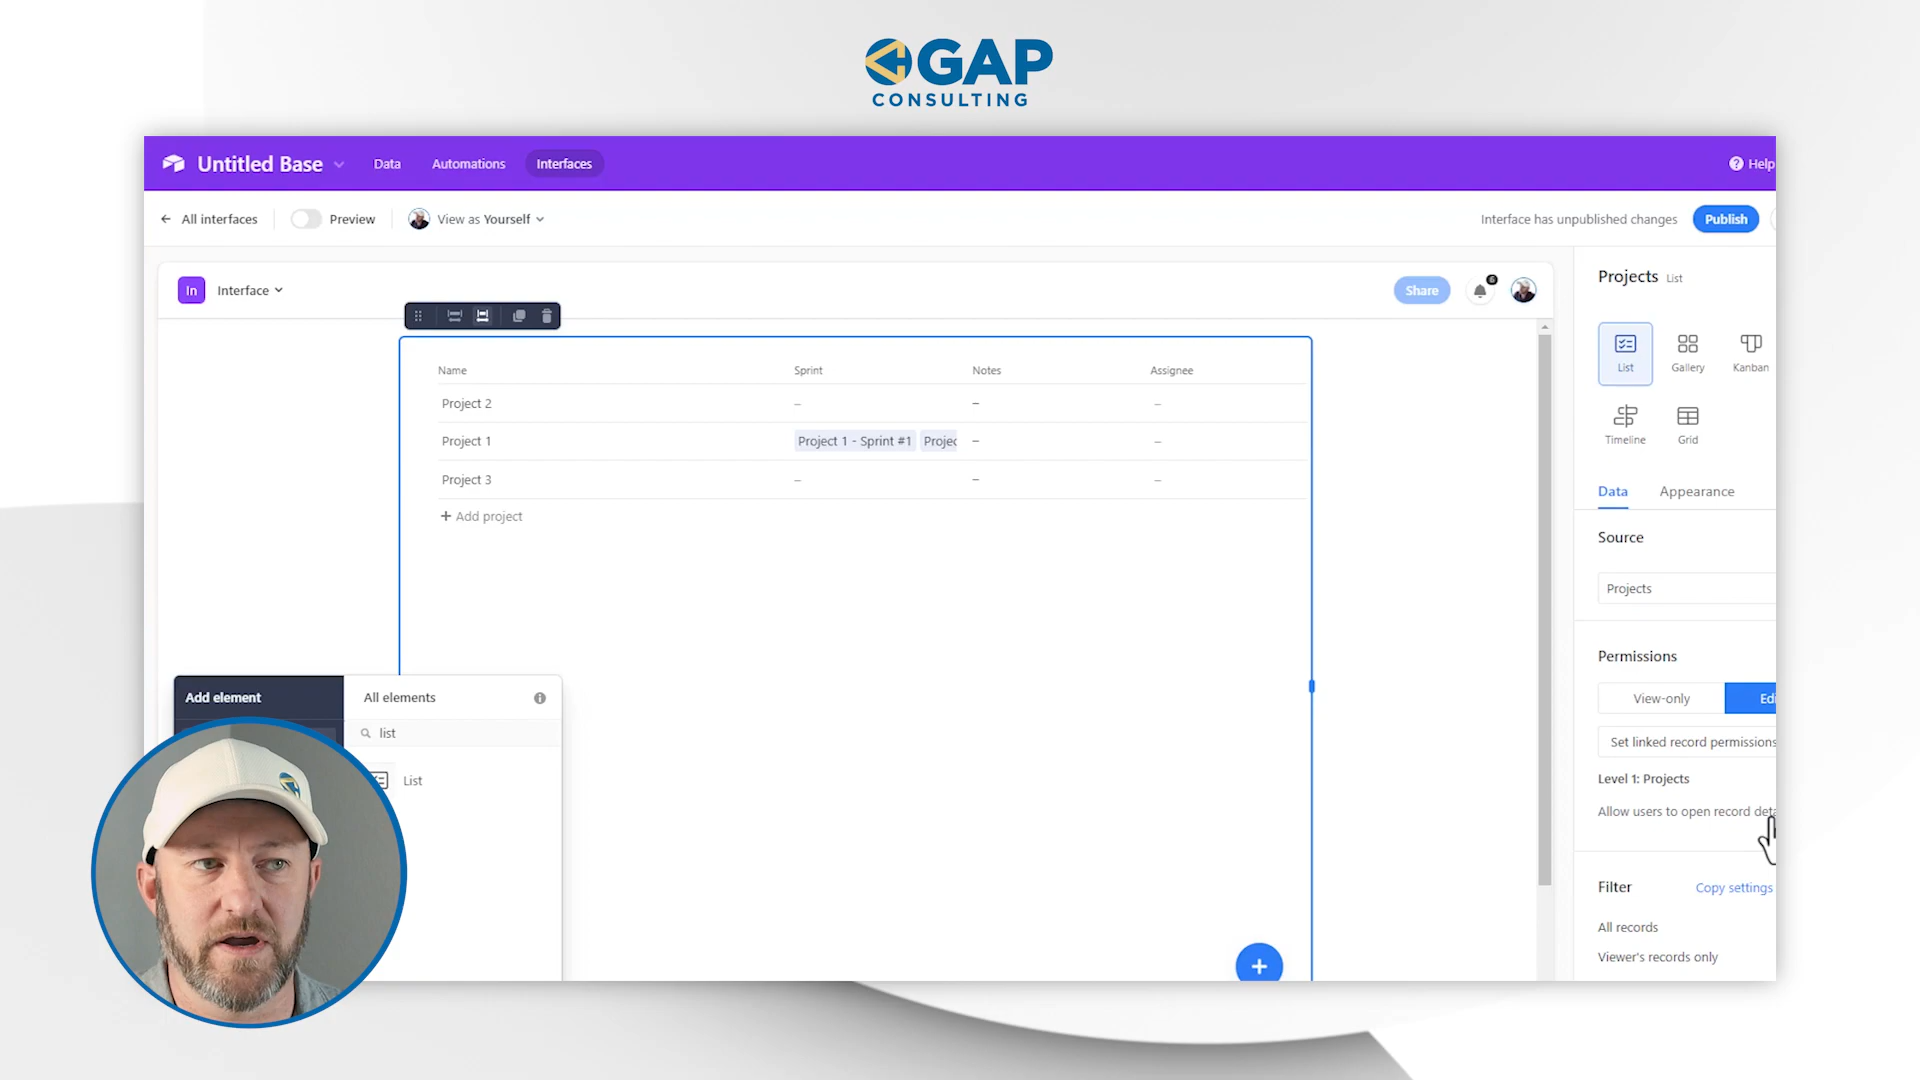 GAP
CONSULTING
Untitled Base
Data
Automations
Interfaces
Help
All interfaces
Preview
View as Yourself
Interface has unpublished changes
Publish
In
Interface
Share
6
Projects List
List
Gallery
Kanban
Timeline
Grid
Name
Sprint
Notes
Assignee
Project 2
–
–
–
Project 1
Project 1 - Sprint #1
Projec
–
–
Project 3
–
–
–
+ Add project
Data
Appearance
Source
Projects
Permissions
View-only
Edi
Set linked record permissions
Level 1: Projects
Allow users to open record deta
Filter
Copy settings
All records
Viewer's records only
Add element
All elements
list
List